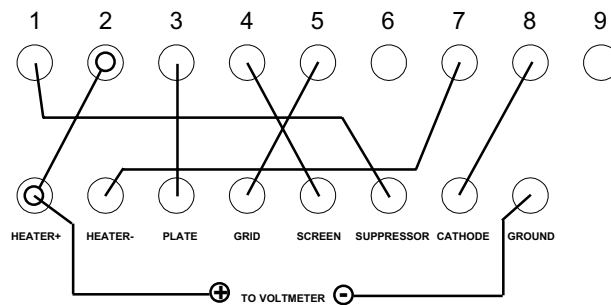 1 2 3 4 5 6 7 8 9
HEATER+ HEATER- PLATE GRID SCREEN SUPPRESSOR CATHODE GROUND
+ TO VOLTMETER -